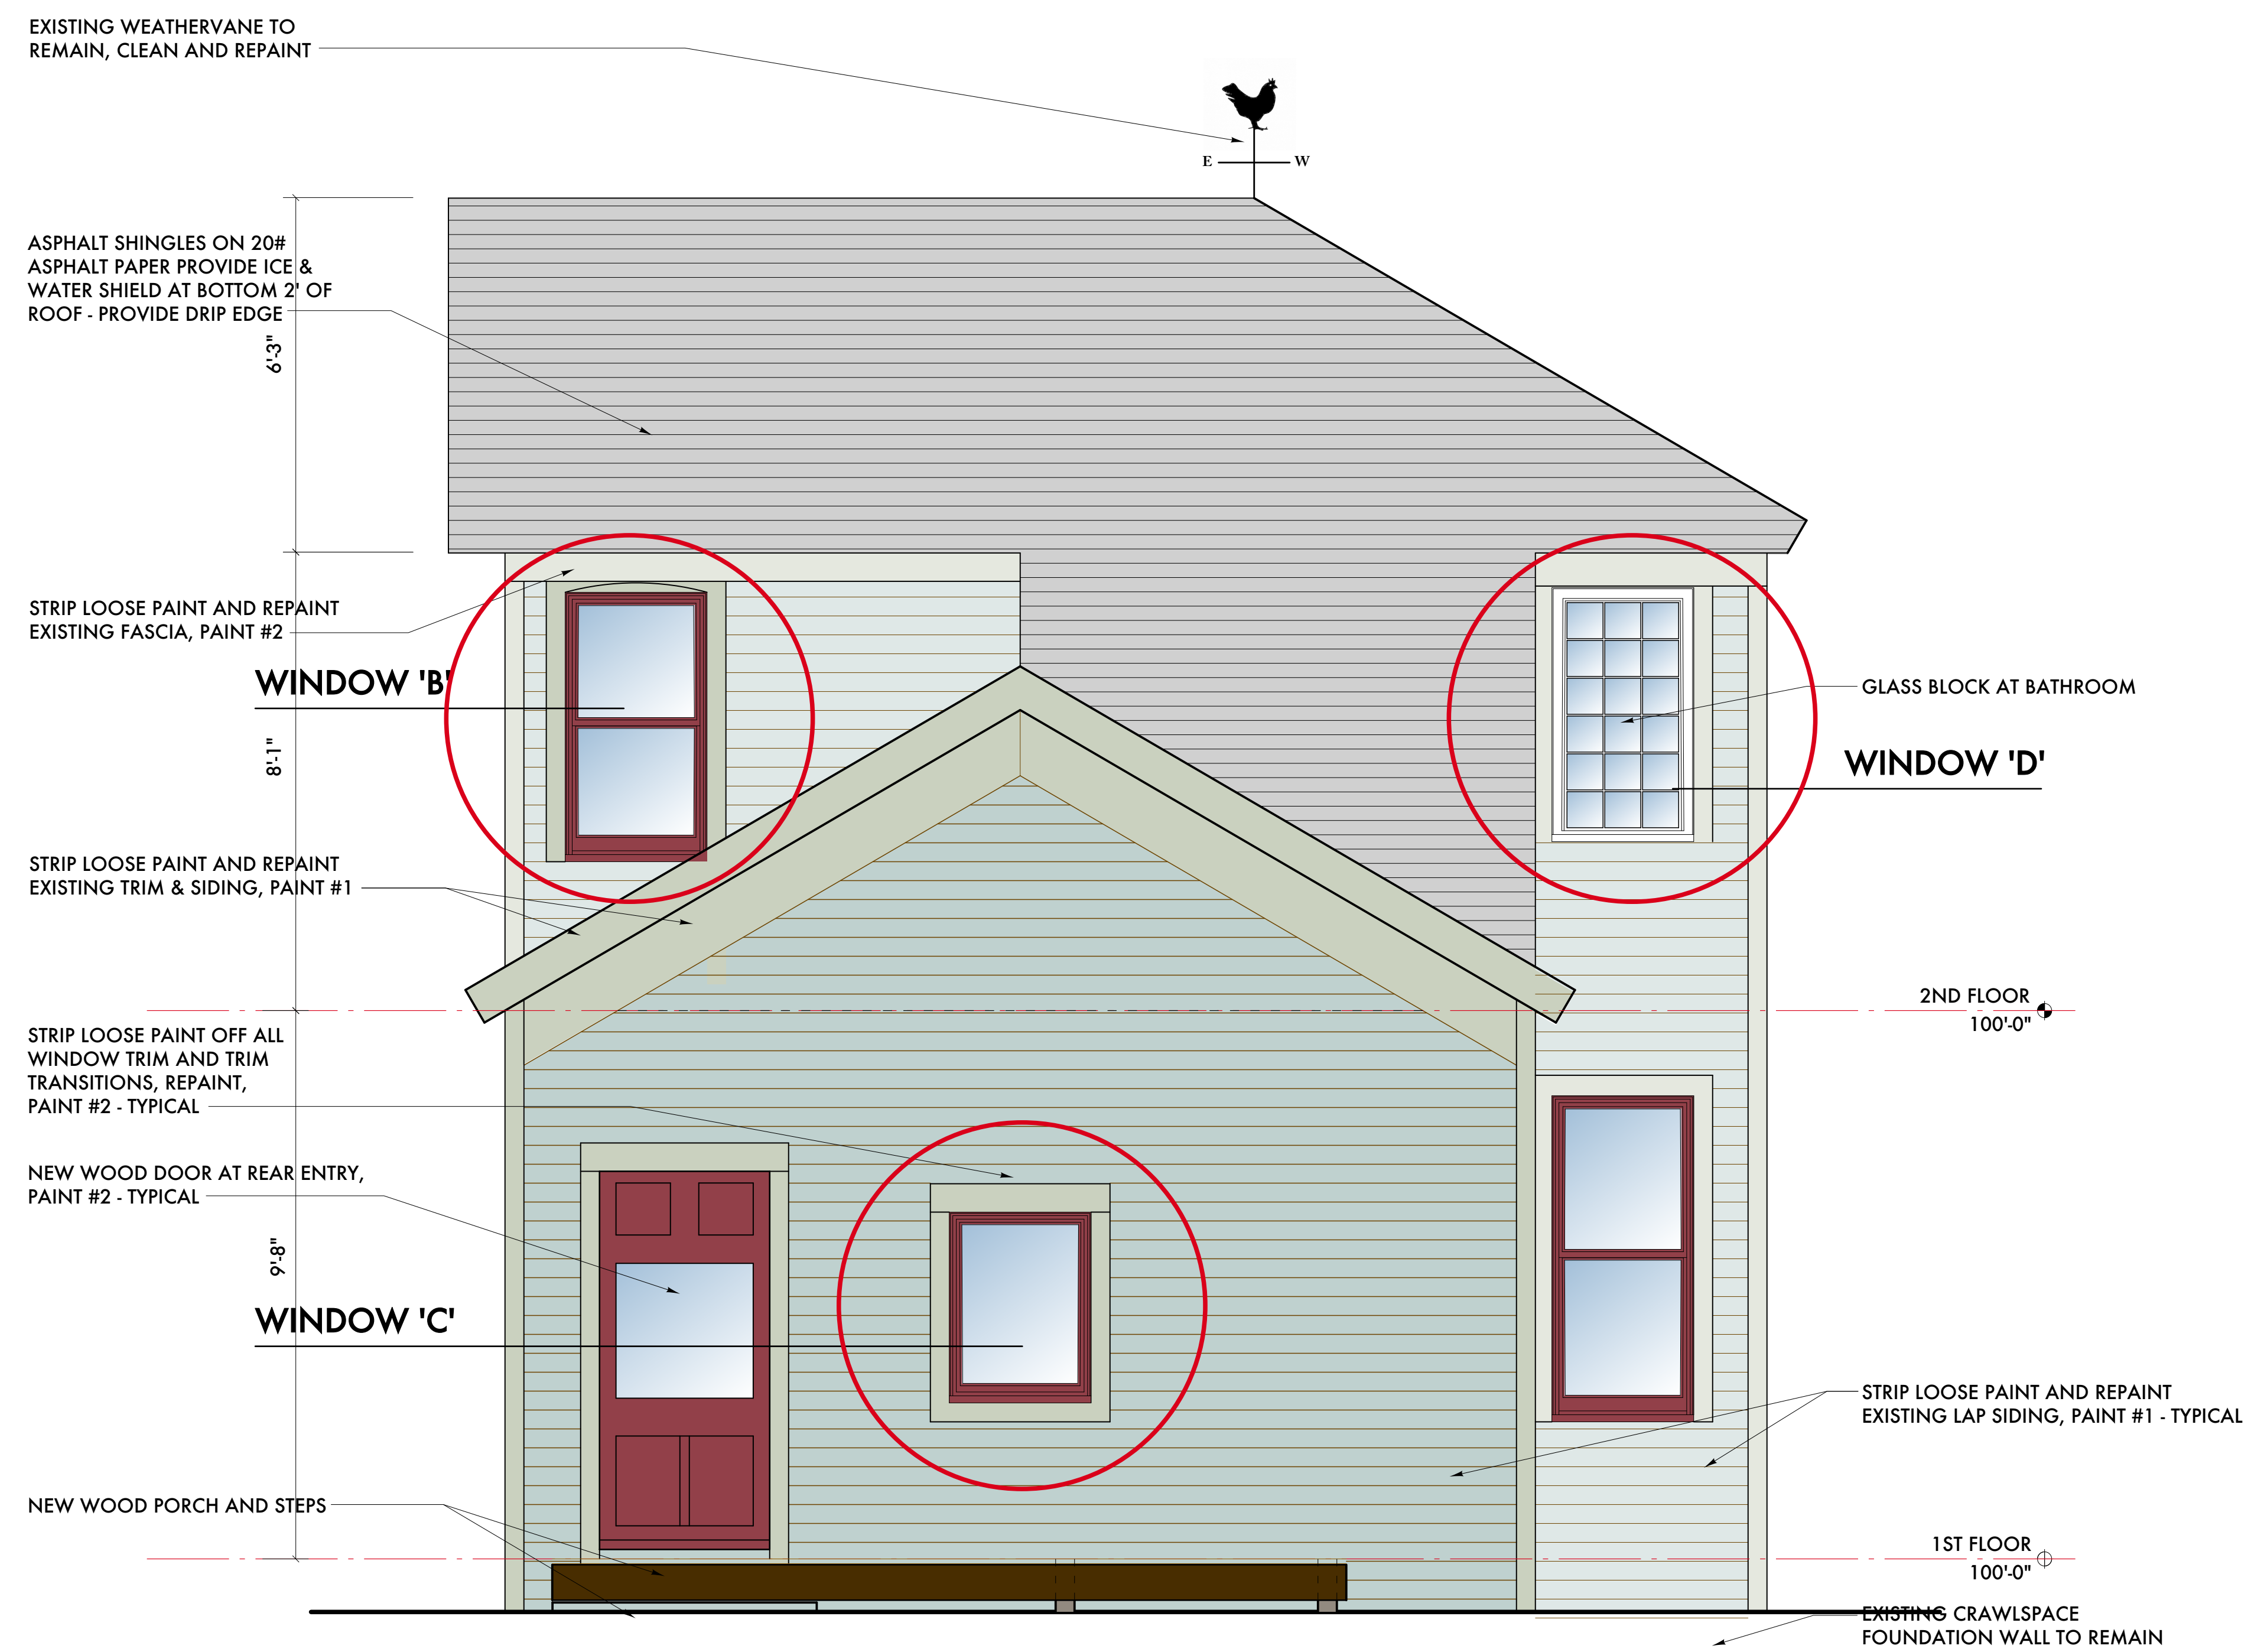 EXISTING WEATHERVANE TO
REMAIN, CLEAN AND REPAINT
E
W
ASPHALT SHINGLES ON 20#
ASPHALT PAPER PROVIDE ICE &
WATER SHIELD AT BOTTOM 2' OF
ROOF - PROVIDE DRIP EDGE
6'-3"
STRIP LOOSE PAINT AND REPAINT
EXISTING FASCIA, PAINT #2
WINDOW 'B'
GLASS BLOCK AT BATHROOM
WINDOW 'D'
8'-1"
STRIP LOOSE PAINT AND REPAINT
EXISTING TRIM & SIDING, PAINT #1
2ND FLOOR
100'-0"
STRIP LOOSE PAINT OFF ALL
WINDOW TRIM AND TRIM
TRANSITIONS, REPAINT,
PAINT #2 - TYPICAL
NEW WOOD DOOR AT REAR ENTRY,
PAINT #2 - TYPICAL
9'-8"
WINDOW 'C'
STRIP LOOSE PAINT AND REPAINT
EXISTING LAP SIDING, PAINT #1 - TYPICAL
NEW WOOD PORCH AND STEPS
1ST FLOOR
100'-0"
EXISTING CRAWLSPACE
FOUNDATION WALL TO REMAIN